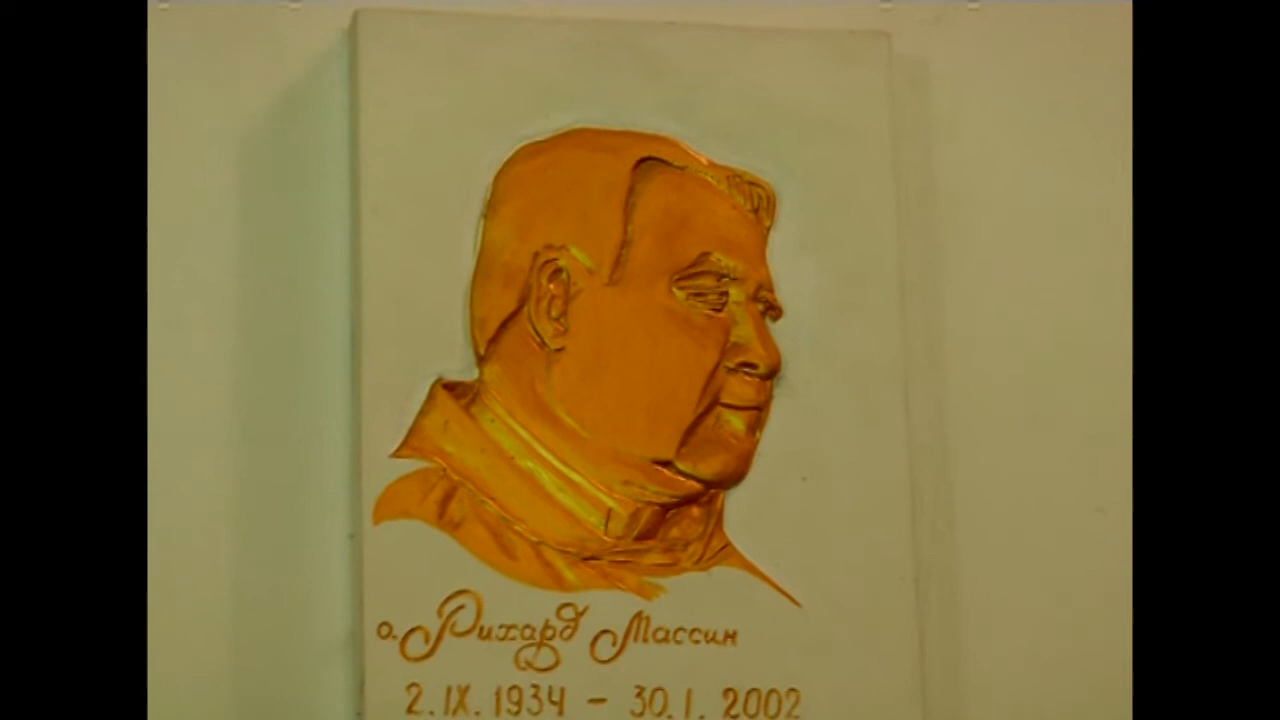 о. Рихард Массин
2. IX. 1934 – 30. I. 2002